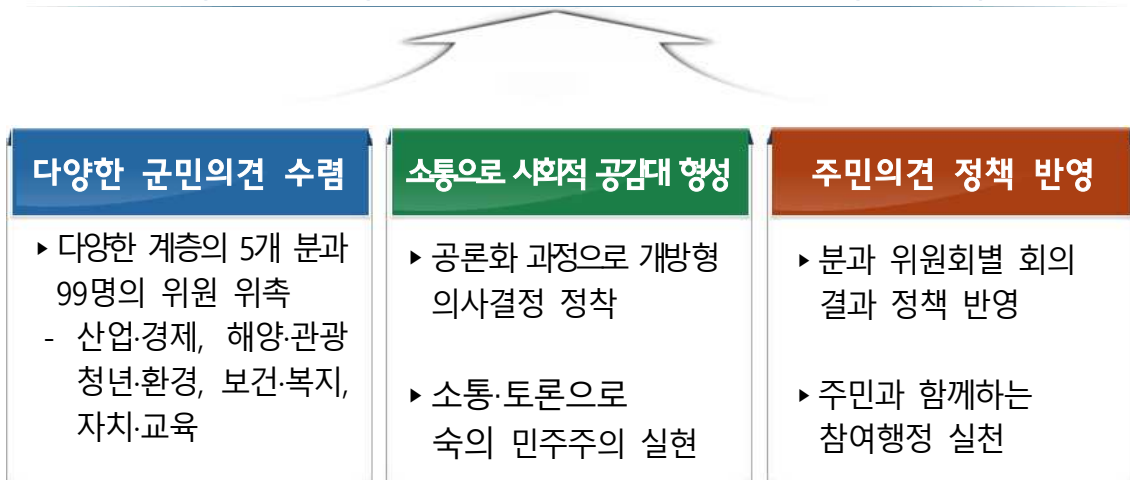 다양한 군민의견 수렴
▸다양한 계층의 5개 분과
99명의 위원 위촉
- 산업·경제, 해양·관광
청년·환경, 보건·복지,
자치·교육
소통으로 사회적 공감대 형성
▸공론화 과정으로 개방형
의사결정 정착
▸소통·토론으로
숙의 민주주의 실현
주민의견 정책 반영
▸분과 위원회별 회의
결과 정책 반영
▸주민과 함께하는
참여행정 실천